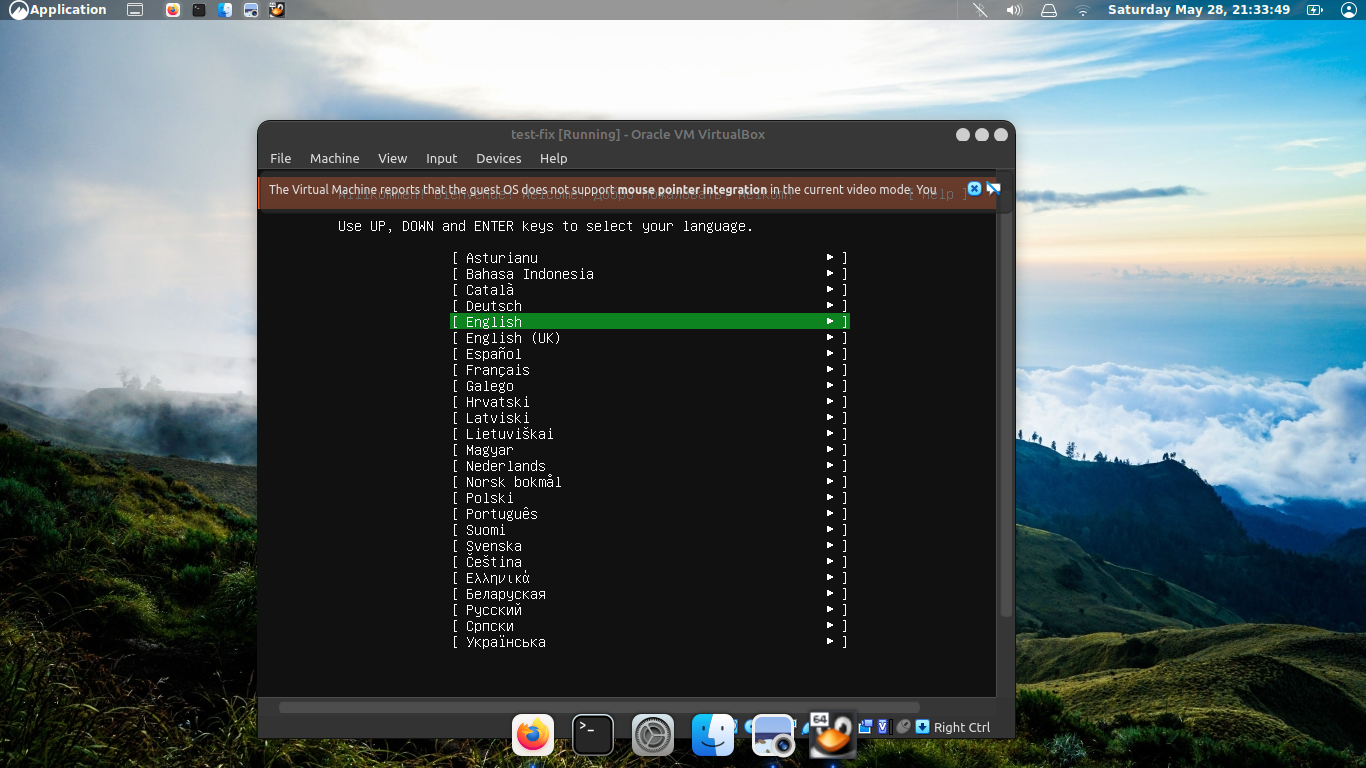 Application
Saturday May 28, 21:33:49
test-fix [Running] - Oracle VM VirtualBox
File Machine View Input Devices Help
The Virtual Machine reports that the guest OS does not support mouse pointer integration in the current video mode. You
Willkommen! Bienvenue! Welcome! Добро пожаловать! Welkom! [ Help ]
Use UP, DOWN and ENTER keys to select your language.
[ Asturianu ▸ ]
[ Bahasa Indonesia ▸ ]
[ Català ▸ ]
[ Deutsch ▸ ]
[ English ▸ ]
[ English (UK) ▸ ]
[ Español ▸ ]
[ Français ▸ ]
[ Galego ▸ ]
[ Hrvatski ▸ ]
[ Latviski ▸ ]
[ Lietuviškai ▸ ]
[ Magyar ▸ ]
[ Nederlands ▸ ]
[ Norsk bokmål ▸ ]
[ Polski ▸ ]
[ Português ▸ ]
[ Suomi ▸ ]
[ Svenska ▸ ]
[ Čeština ▸ ]
[ Ελληνικά ▸ ]
[ Беларуская ▸ ]
[ Русский ▸ ]
[ Српски ▸ ]
[ Українська ▸ ]
>_
64
V
Right Ctrl